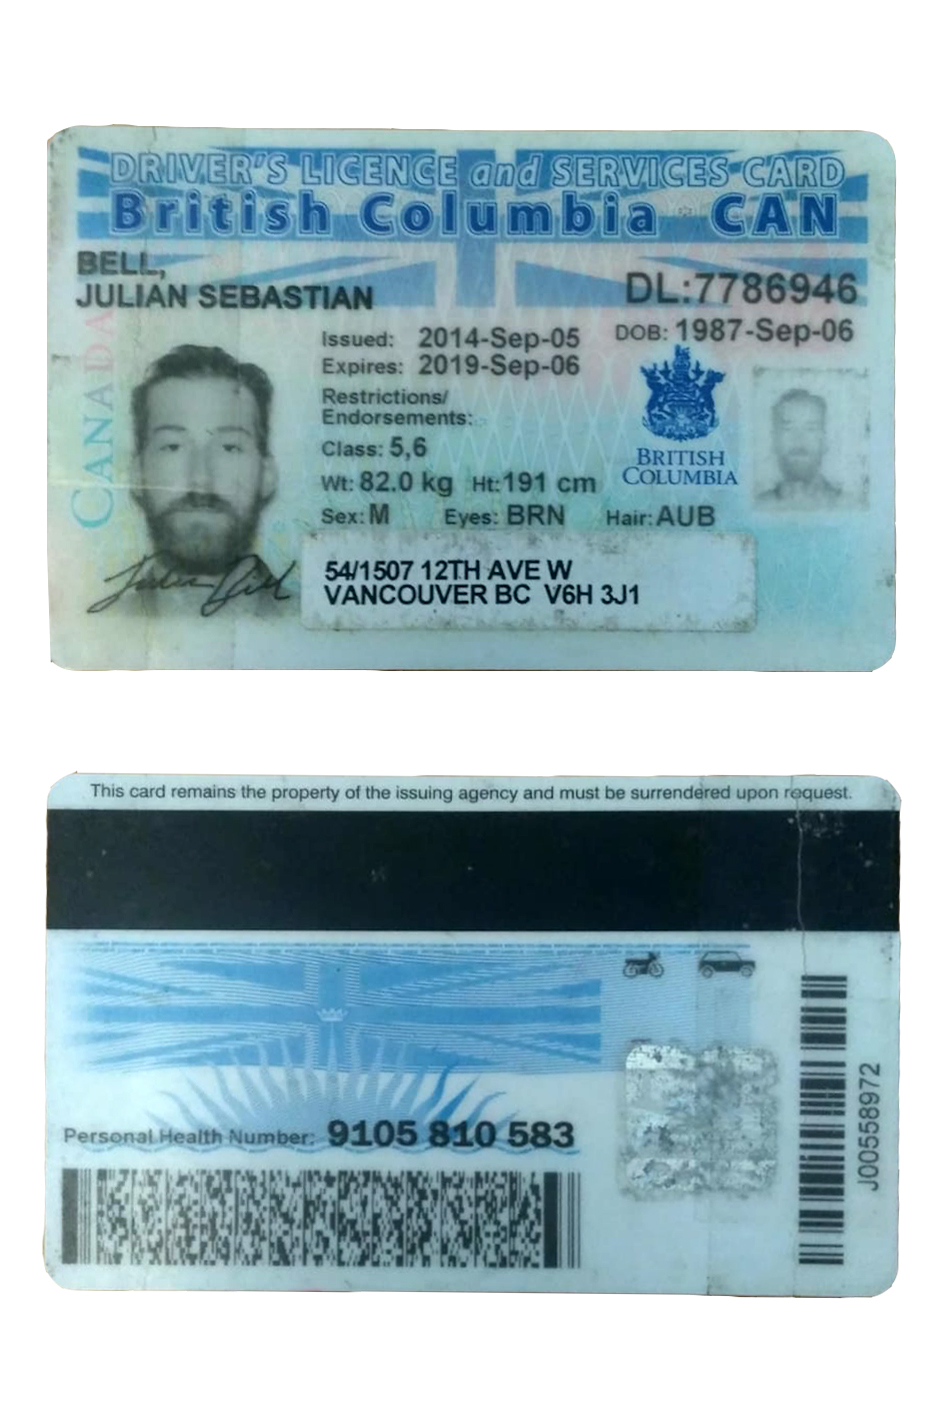 DRIVER'S LICENCE and SERVICES CARD
British Columbia CAN
BELL,
JULIAN SEBASTIAN
DL:7786946
Issued: 2014-Sep-05
DOB: 1987-Sep-06
Expires: 2019-Sep-06
Restrictions/
Endorsements:
Class: 5,6
Wt: 82.0 kg Ht: 191 cm
Sex: M Eyes: BRN Hair: AUB
CANADA
BRITISH
COLUMBIA
54/1507 12TH AVE W
VANCOUVER BC V6H 3J1
This card remains the property of the issuing agency and must be surrendered upon request.
Personal Health Number: 9105 810 583
J00558972